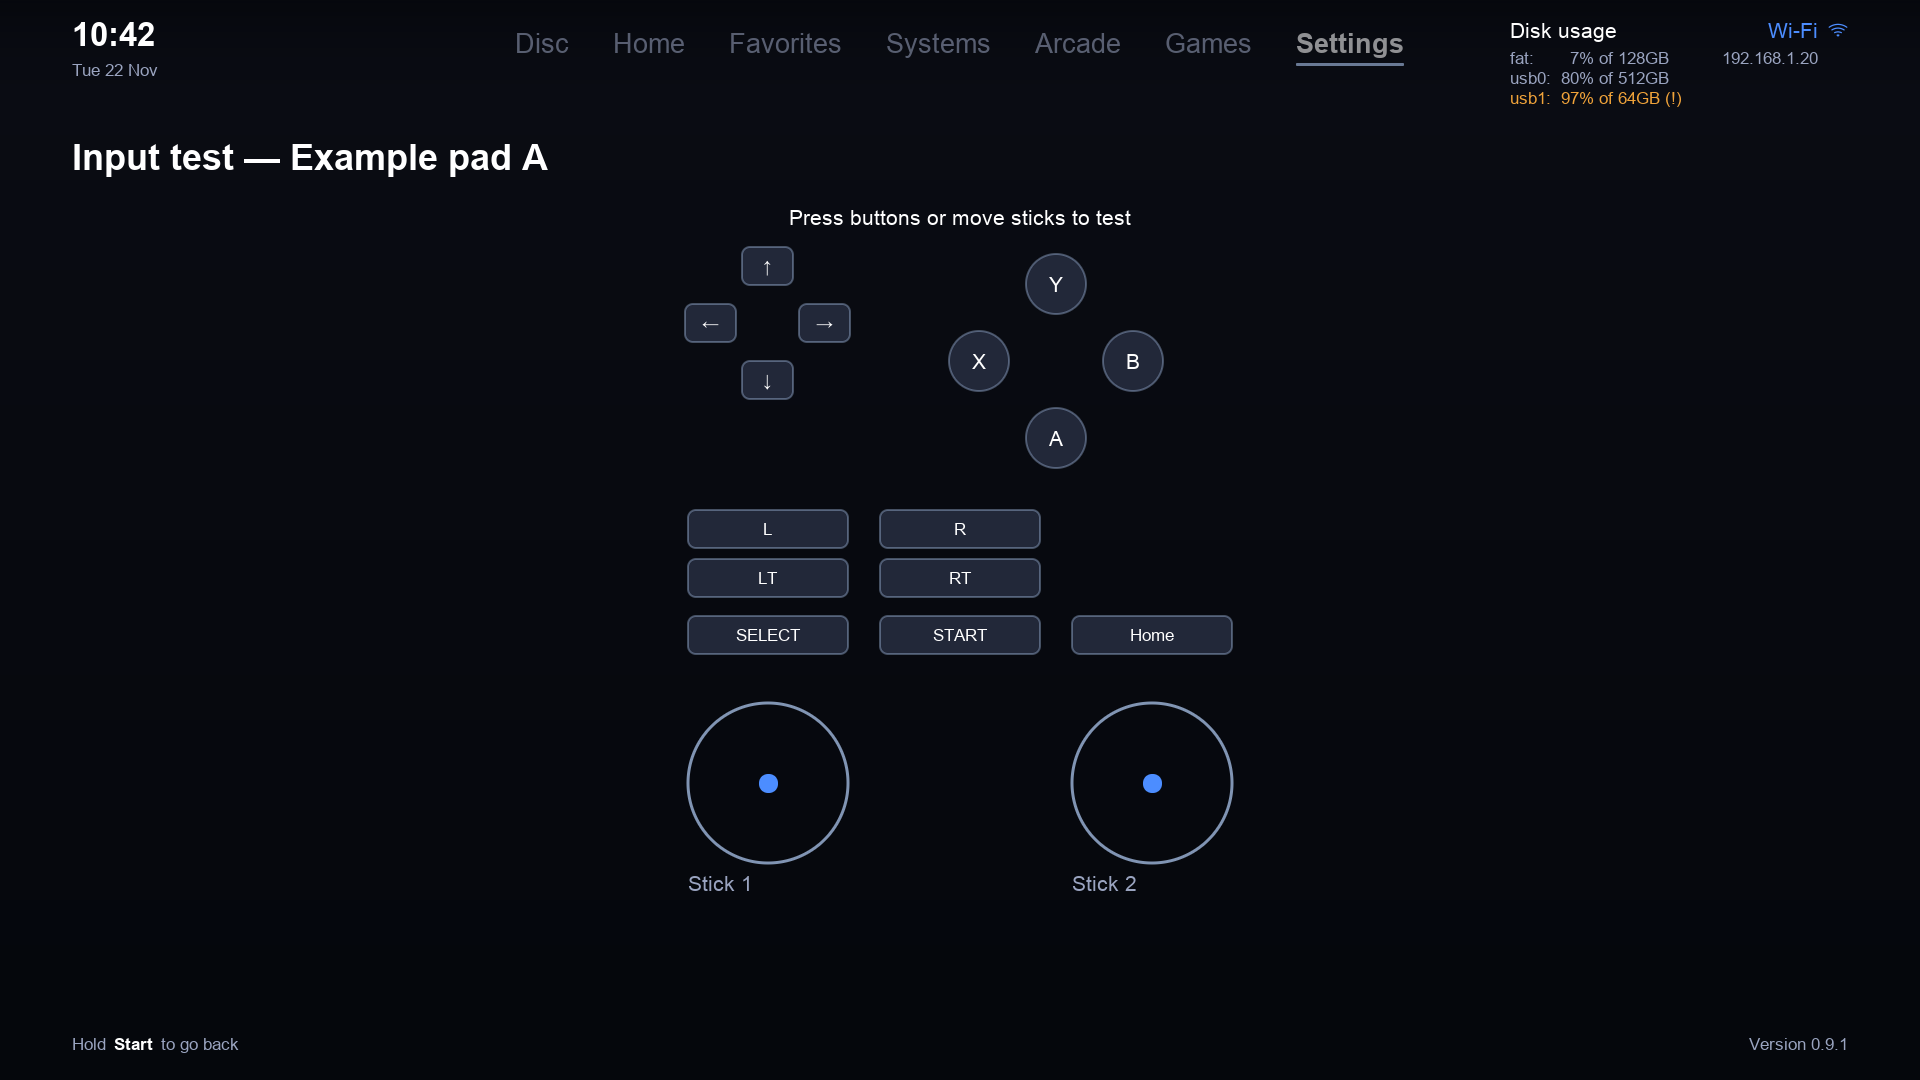 10:42
Tue 22 Nov
Disc Home Favorites Systems Arcade Games Settings
Disk usage
fat: 7% of 128GB
usb0: 80% of 512GB
usb1: 97% of 64GB (!)
Wi-Fi
192.168.1.20
Input test — Example pad A
Press buttons or move sticks to test
↑
← →
↓
Y
X B
A
L R
LT RT
SELECT START Home
Stick 1 Stick 2
Hold Start to go back
Version 0.9.1